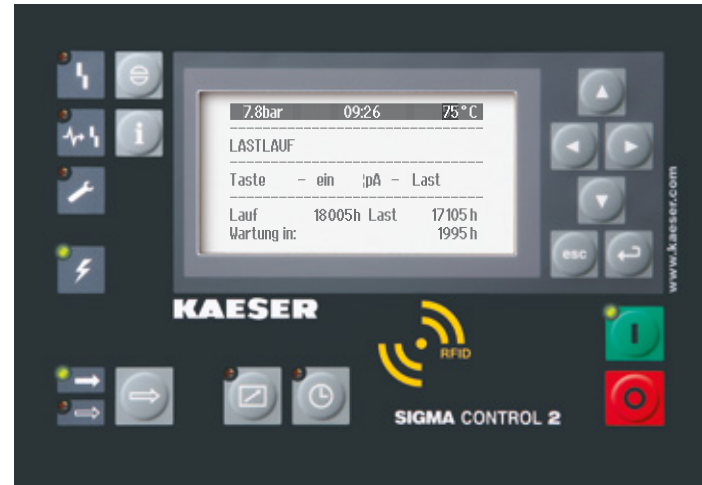 7.8bar 09:26 75°C
LASTLAUF
Taste - ein ¦pA - Last
Lauf 18005h Last 17105h
Wartung in: 1995h
i
esc
www.kaeser.com
KAESER
RFID
I
O
SIGMA CONTROL 2